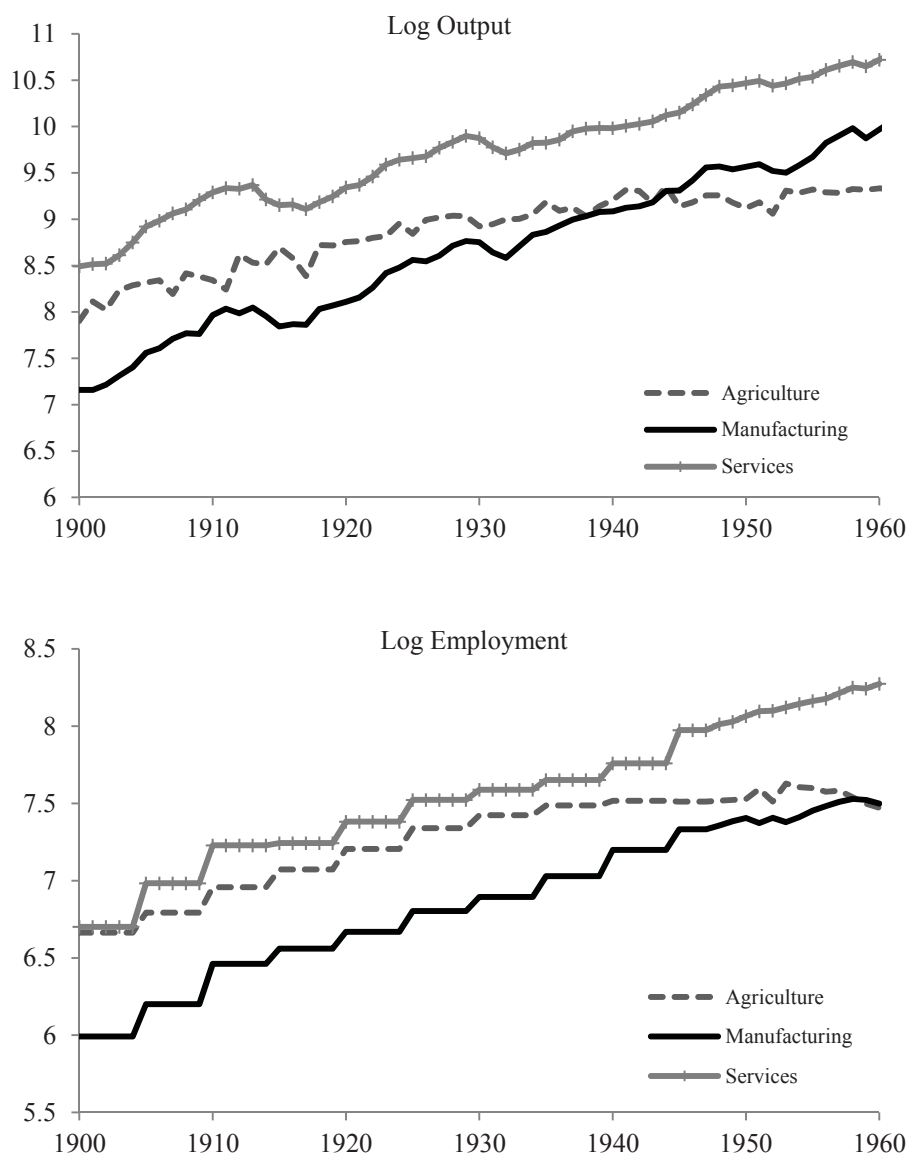 Log Output
11
10.5
10
9.5
9
8.5
8
7.5
7
6.5
6
Agriculture
Manufacturing
Services
1900 1910 1920 1930 1940 1950 1960
Log Employment
8.5
8
7.5
7
6.5
6
5.5
Agriculture
Manufacturing
Services
1900 1910 1920 1930 1940 1950 1960